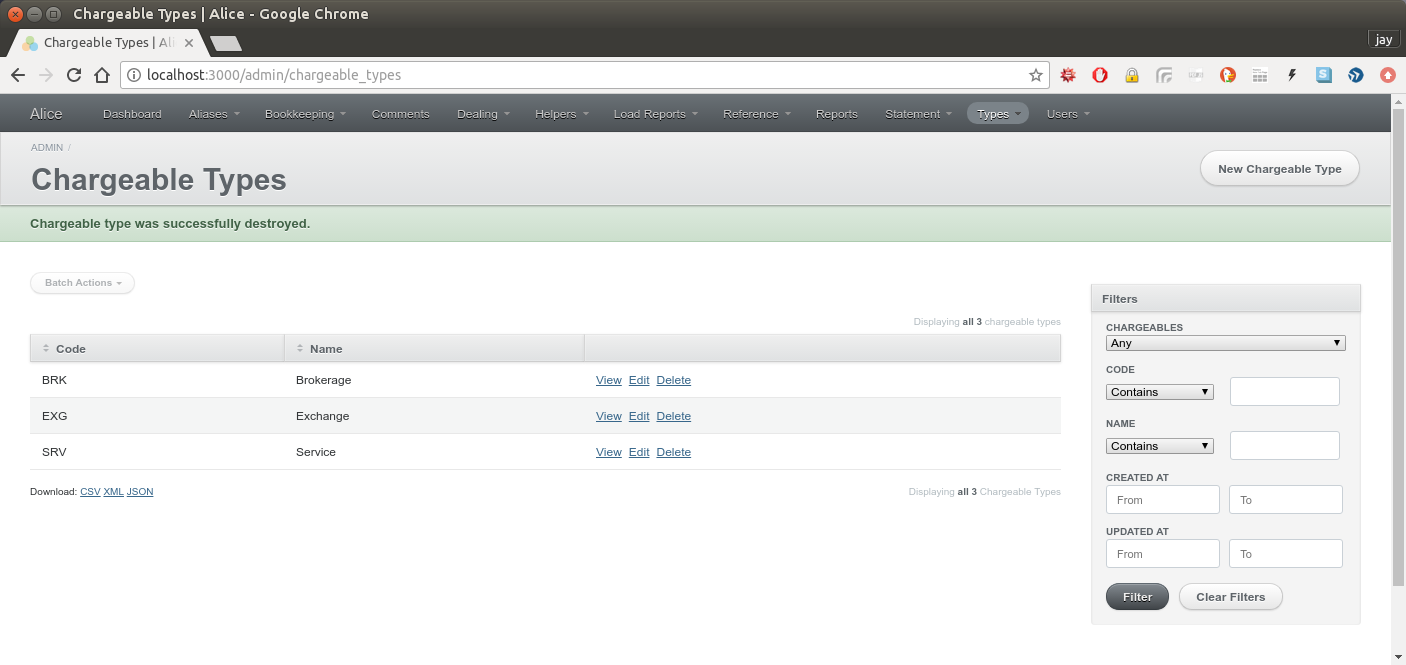 Chargeable Types | Alice - Google Chrome
Chargeable Types | Ali
jay
localhost:3000/admin/chargeable_types
Alice Dashboard Aliases Bookkeeping Comments Dealing Helpers Load Reports Reference Reports Statement Types Users
ADMIN /
Chargeable Types
New Chargeable Type
Chargeable type was successfully destroyed.
Batch Actions
Displaying all 3 chargeable types
Code Name
BRK Brokerage View Edit Delete
EXG Exchange View Edit Delete
SRV Service View Edit Delete
Download: CSV XML JSON
Displaying all 3 Chargeable Types
Filters
CHARGEABLES
Any
CODE
Contains
NAME
Contains
CREATED AT
From To
UPDATED AT
From To
Filter Clear Filters